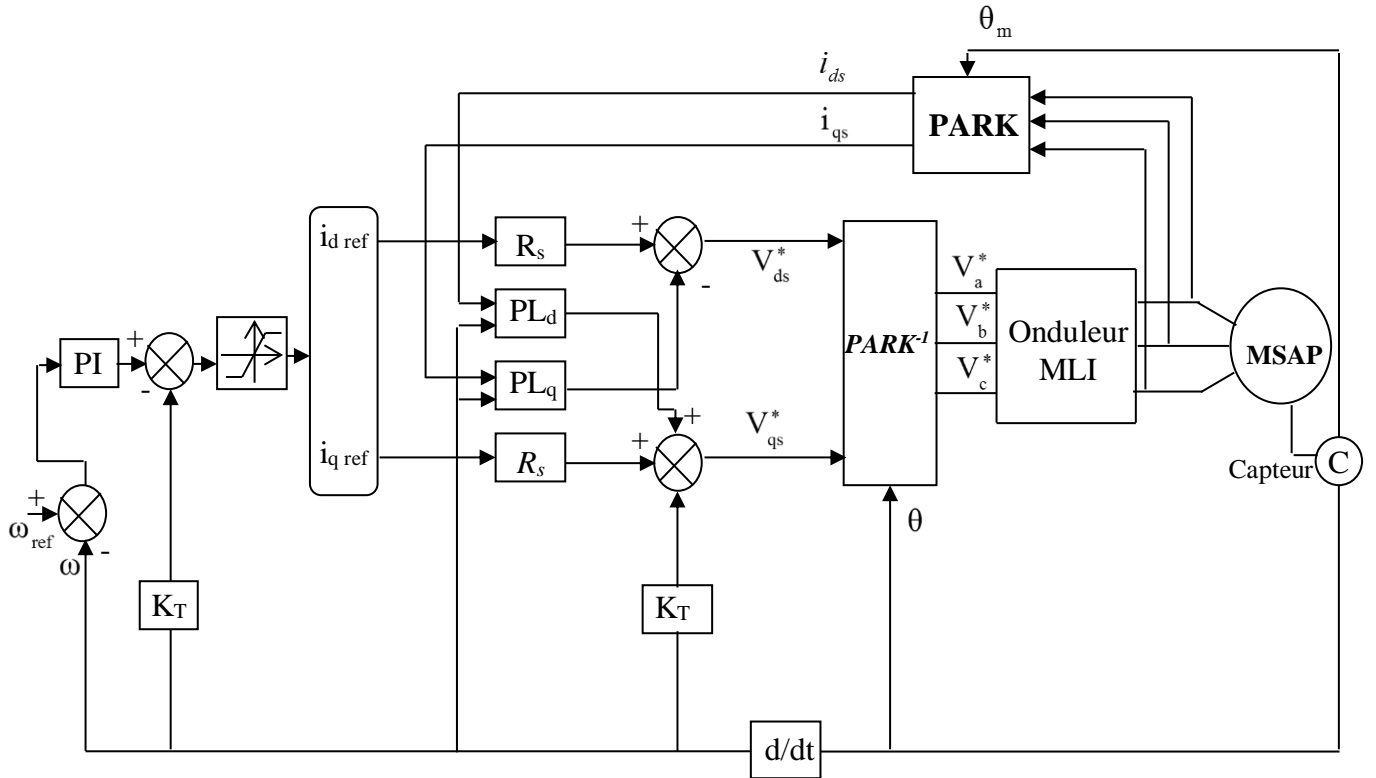 θm
ids
iqs
PARK
id ref
Rs
+
-
V*ds
PLd
PLq
PARK-1
V*a
V*b
V*c
Onduleur
MLI
MSAP
PI
+
-
iq ref
Rs
+
+
V*qs
Capteur
C
+
ωref
ω
-
θ
KT
KT
d/dt